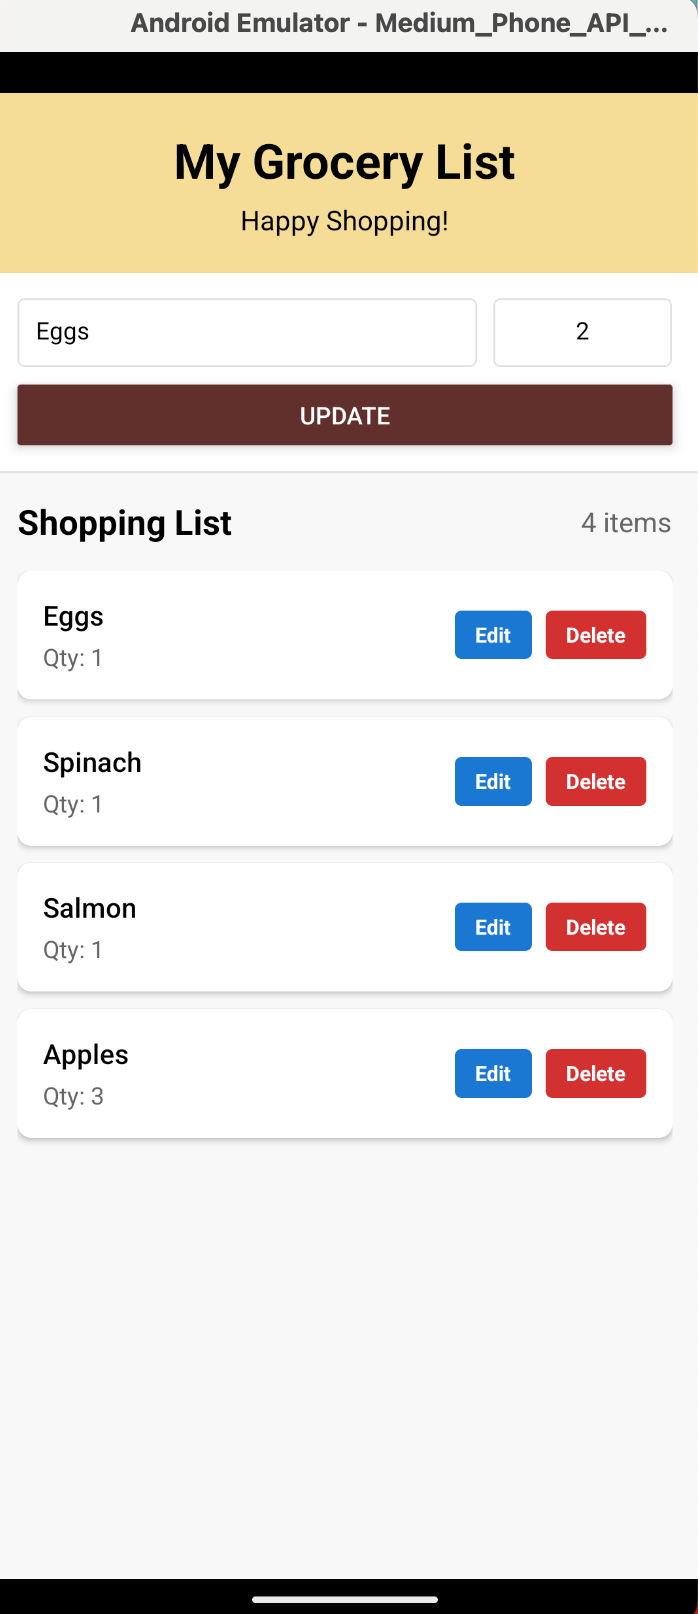 Android Emulator - Medium_Phone_API_...
My Grocery List
Happy Shopping!
Eggs 2
UPDATE
Shopping List 4 items
Eggs
Qty: 1
Edit Delete
Spinach
Qty: 1
Edit Delete
Salmon
Qty: 1
Edit Delete
Apples
Qty: 3
Edit Delete